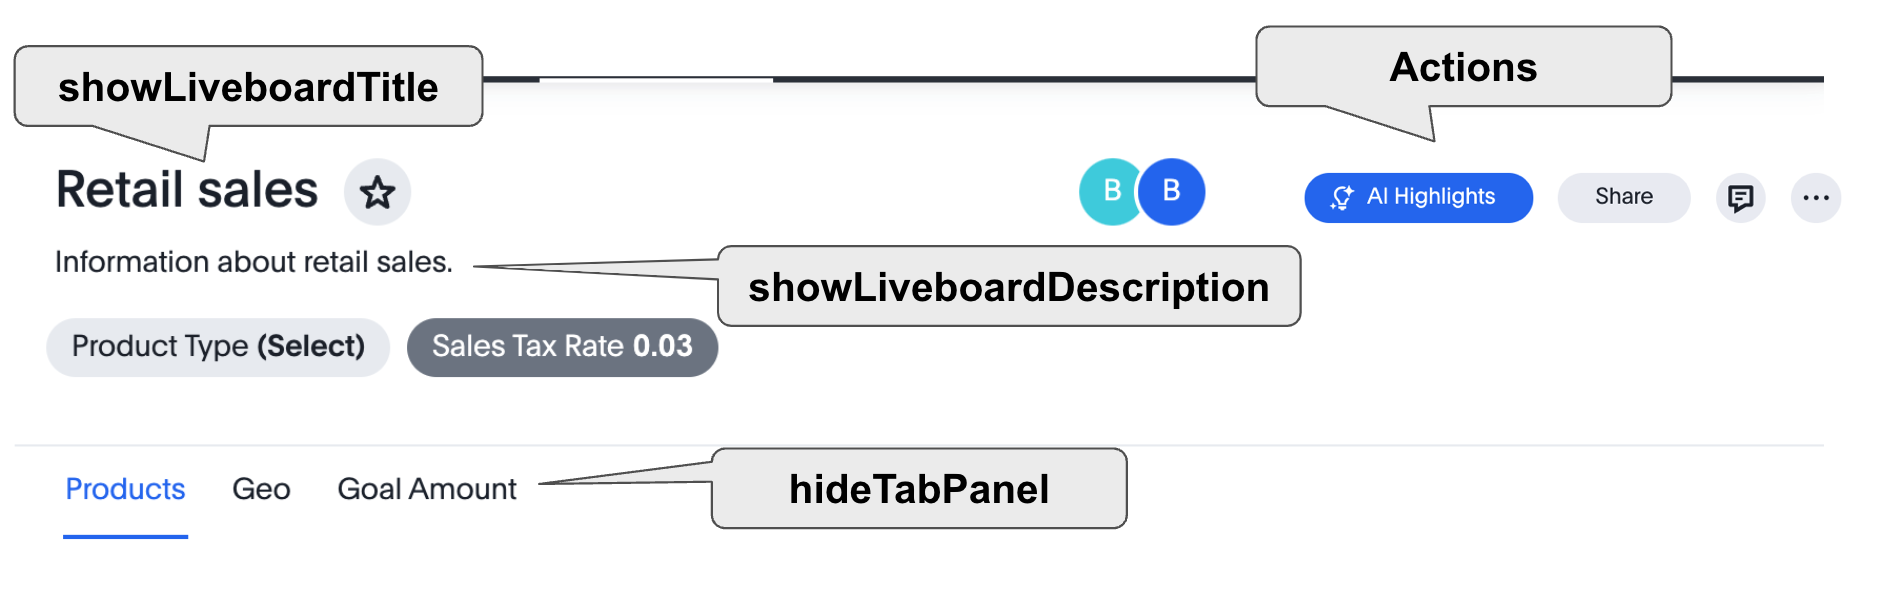 showLiveboardTitle
Actions
Retail sales
B B
AI Highlights
Share
Information about retail sales.
showLiveboardDescription
Product Type (Select)
Sales Tax Rate 0.03
Products
Geo
Goal Amount
hideTabPanel